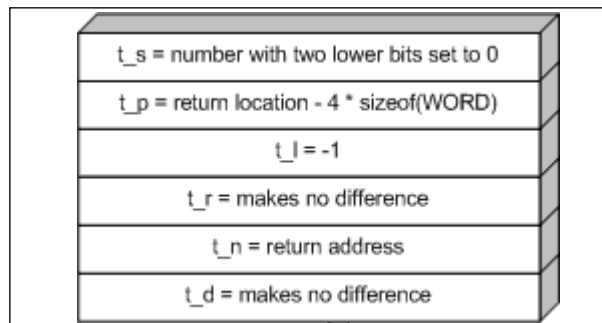 t_s = number with two lower bits set to 0
t_p = return location - 4 * sizeof(WORD)
t_l = -1
t_r = makes no difference
t_n = return address
t_d = makes no difference